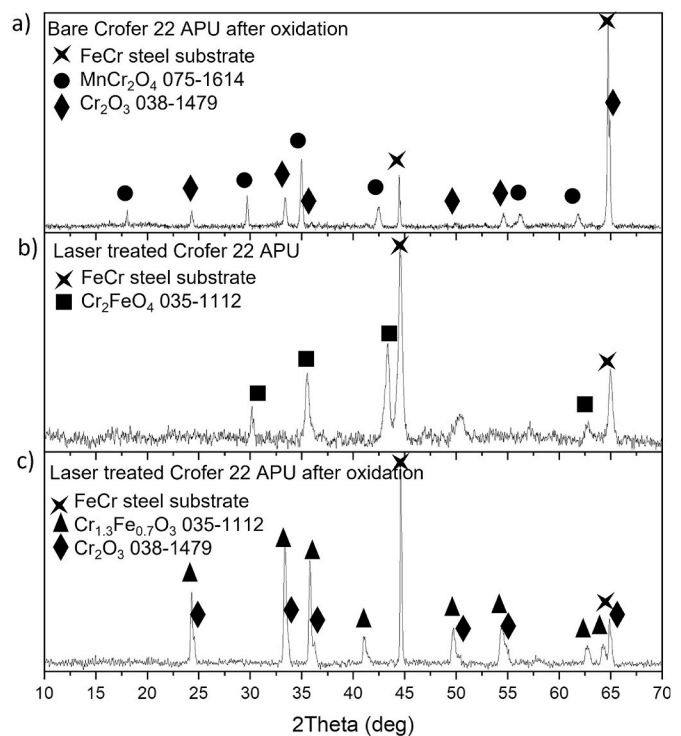 a)
Bare Crofer 22 APU after oxidation
FeCr steel substrate
MnCr₂O₄ 075-1614
Cr₂O₃ 038-1479
b)
Laser treated Crofer 22 APU
FeCr steel substrate
Cr₂FeO₄ 035-1112
c)
Laser treated Crofer 22 APU after oxidation
FeCr steel substrate
Cr₁.₃Fe₀.₇O₃ 035-1112
Cr₂O₃ 038-1479
10 15 20 25 30 35 40 45 50 55 60 65 70
2Theta (deg)